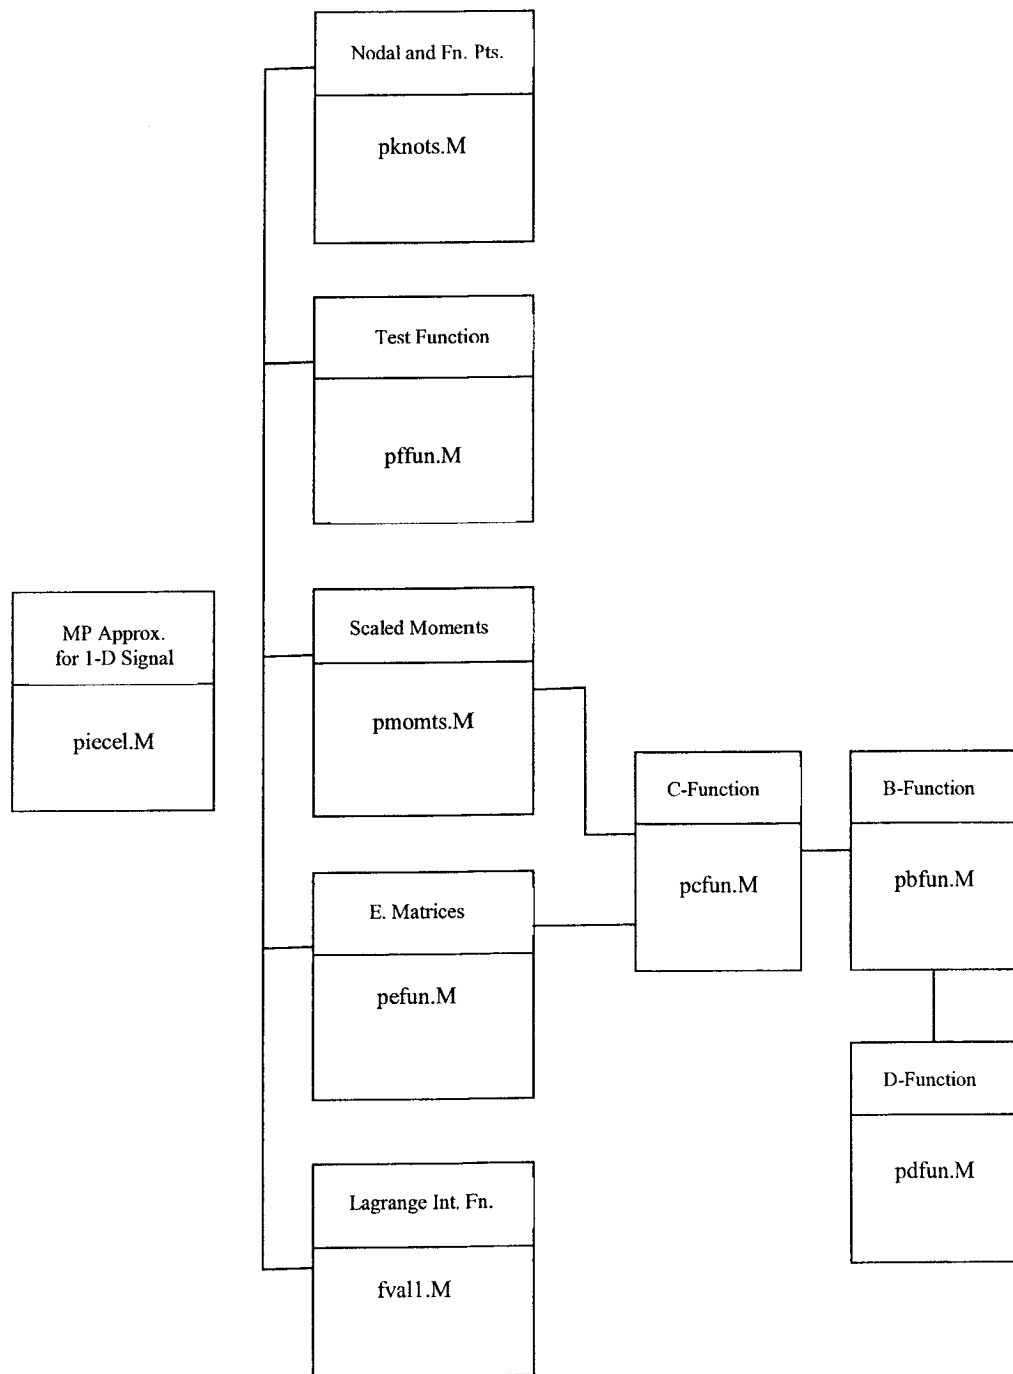 Nodal and Fn. Pts.
pknots.M
Test Function
pffun.M
MP Approx.
for 1-D Signal
piecel.M
Scaled Moments
pmomts.M
C-Function
pcfun.M
B-Function
pbfun.M
E. Matrices
pefun.M
D-Function
pdfun.M
Lagrange Int. Fn.
fval1.M